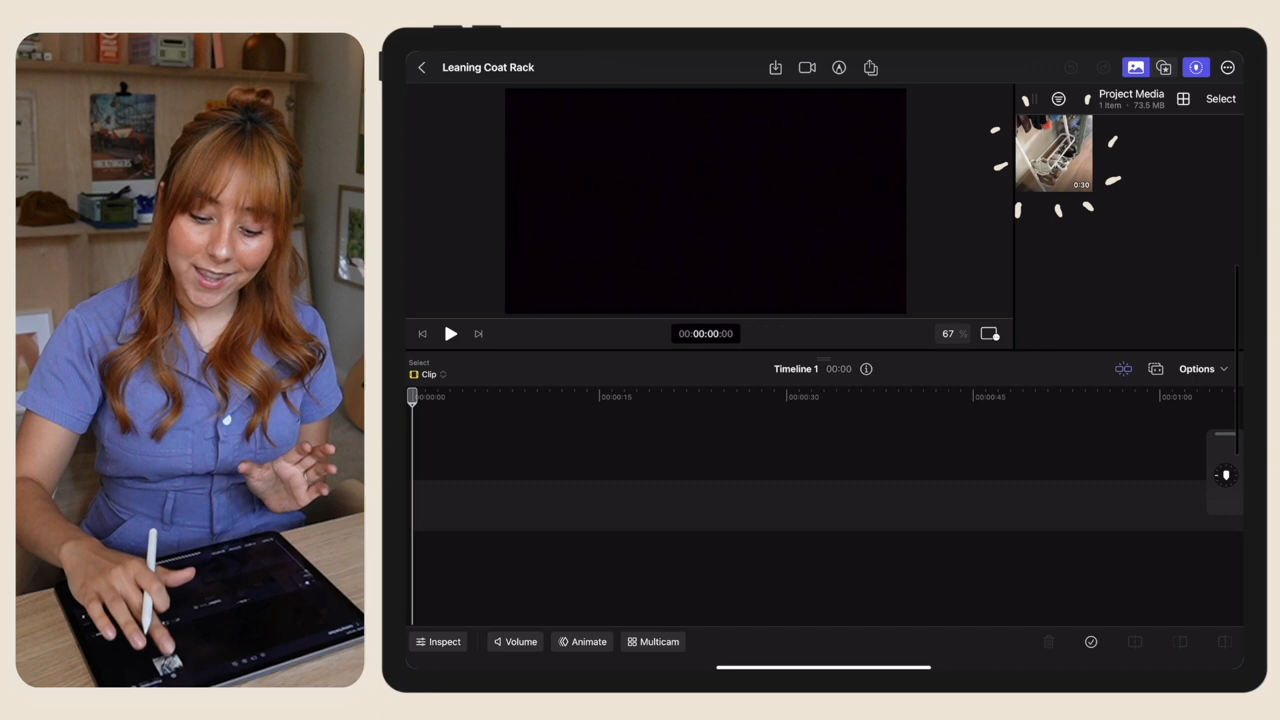 Leaning Coat Rack
Project Media
1 Item · 73.5 MB
Select
0:30
00:00:00:00
67 %
Select
Clip
Timeline 1 00:00
Options
00:00:00
00:00:15
00:00:30
00:00:45
00:01:00
Inspect
Volume
Animate
Multicam